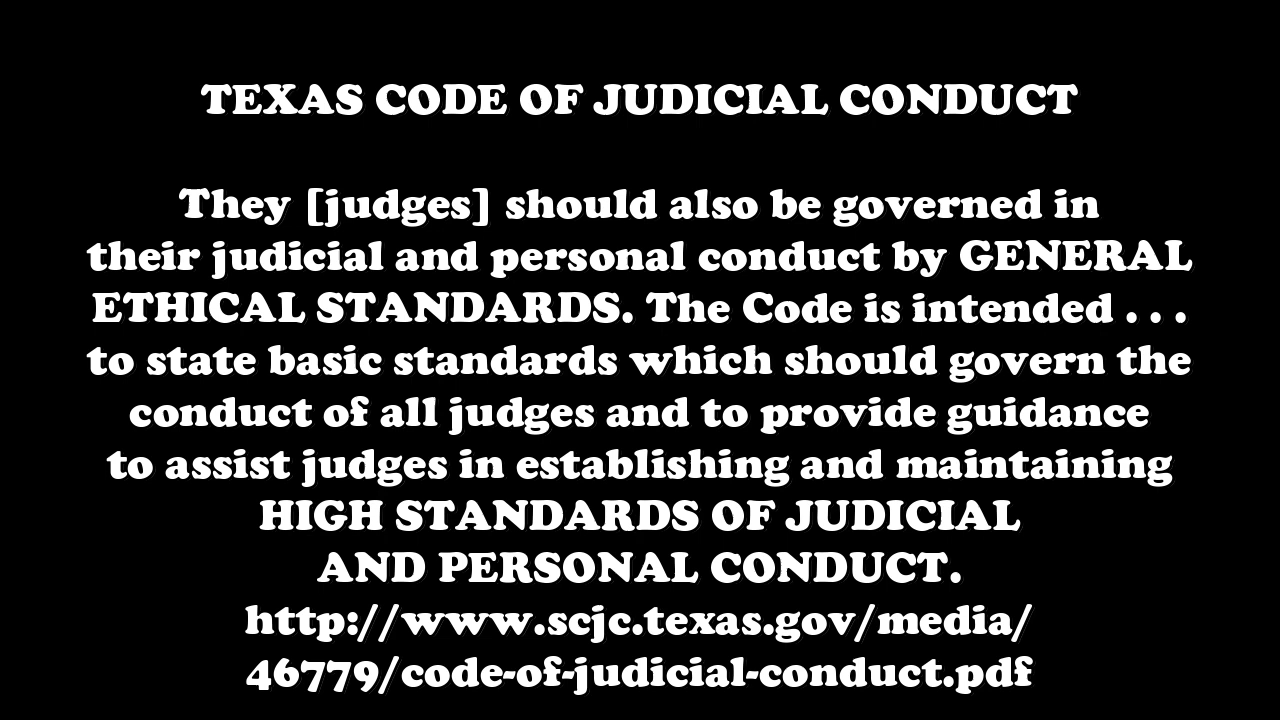 TEXAS CODE OF JUDICIAL CONDUCT
They [judges] should also be governed in
their judicial and personal conduct by GENERAL
ETHICAL STANDARDS. The Code is intended . . .
to state basic standards which should govern the
conduct of all judges and to provide guidance
to assist judges in establishing and maintaining
HIGH STANDARDS OF JUDICIAL
AND PERSONAL CONDUCT.
http://www.scjc.texas.gov/media/
46779/code-of-judicial-conduct.pdf